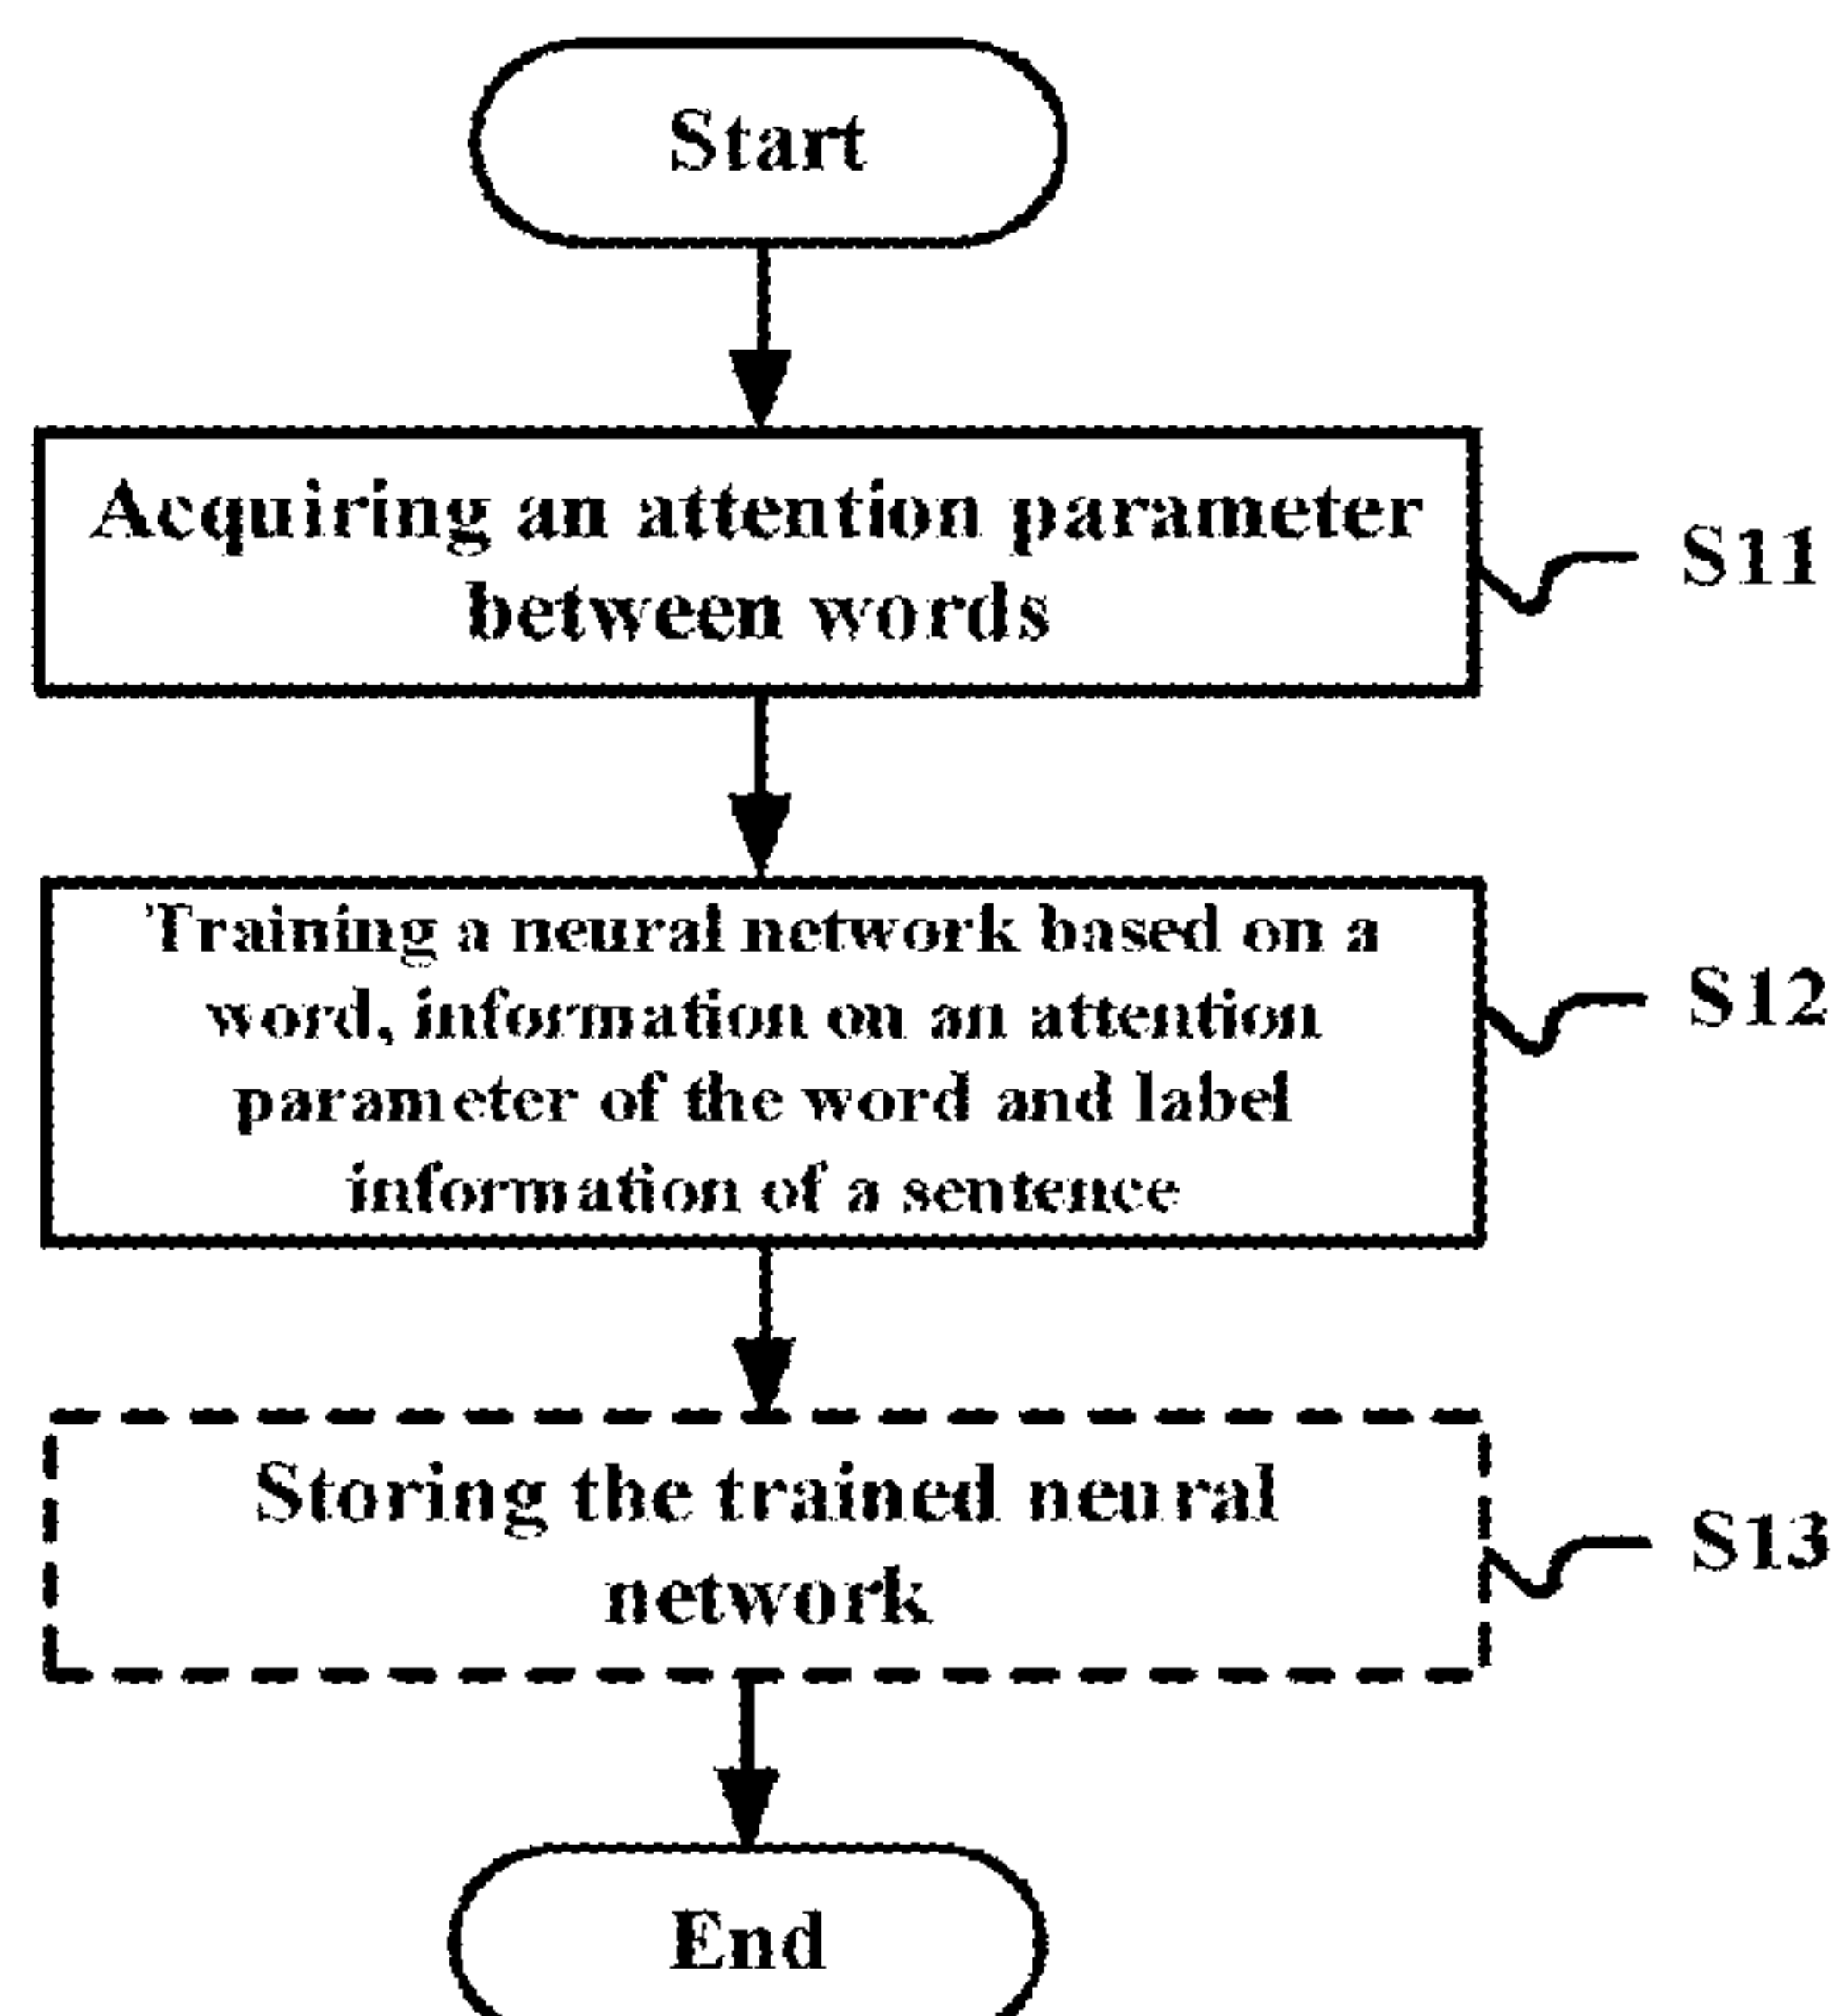 Start
Acquiring an attention parameter
between words
S11
Training a neural network based on a
word, information on an attention
parameter of the word and label
information of a sentence
S12
Storing the trained neural
network
S13
End